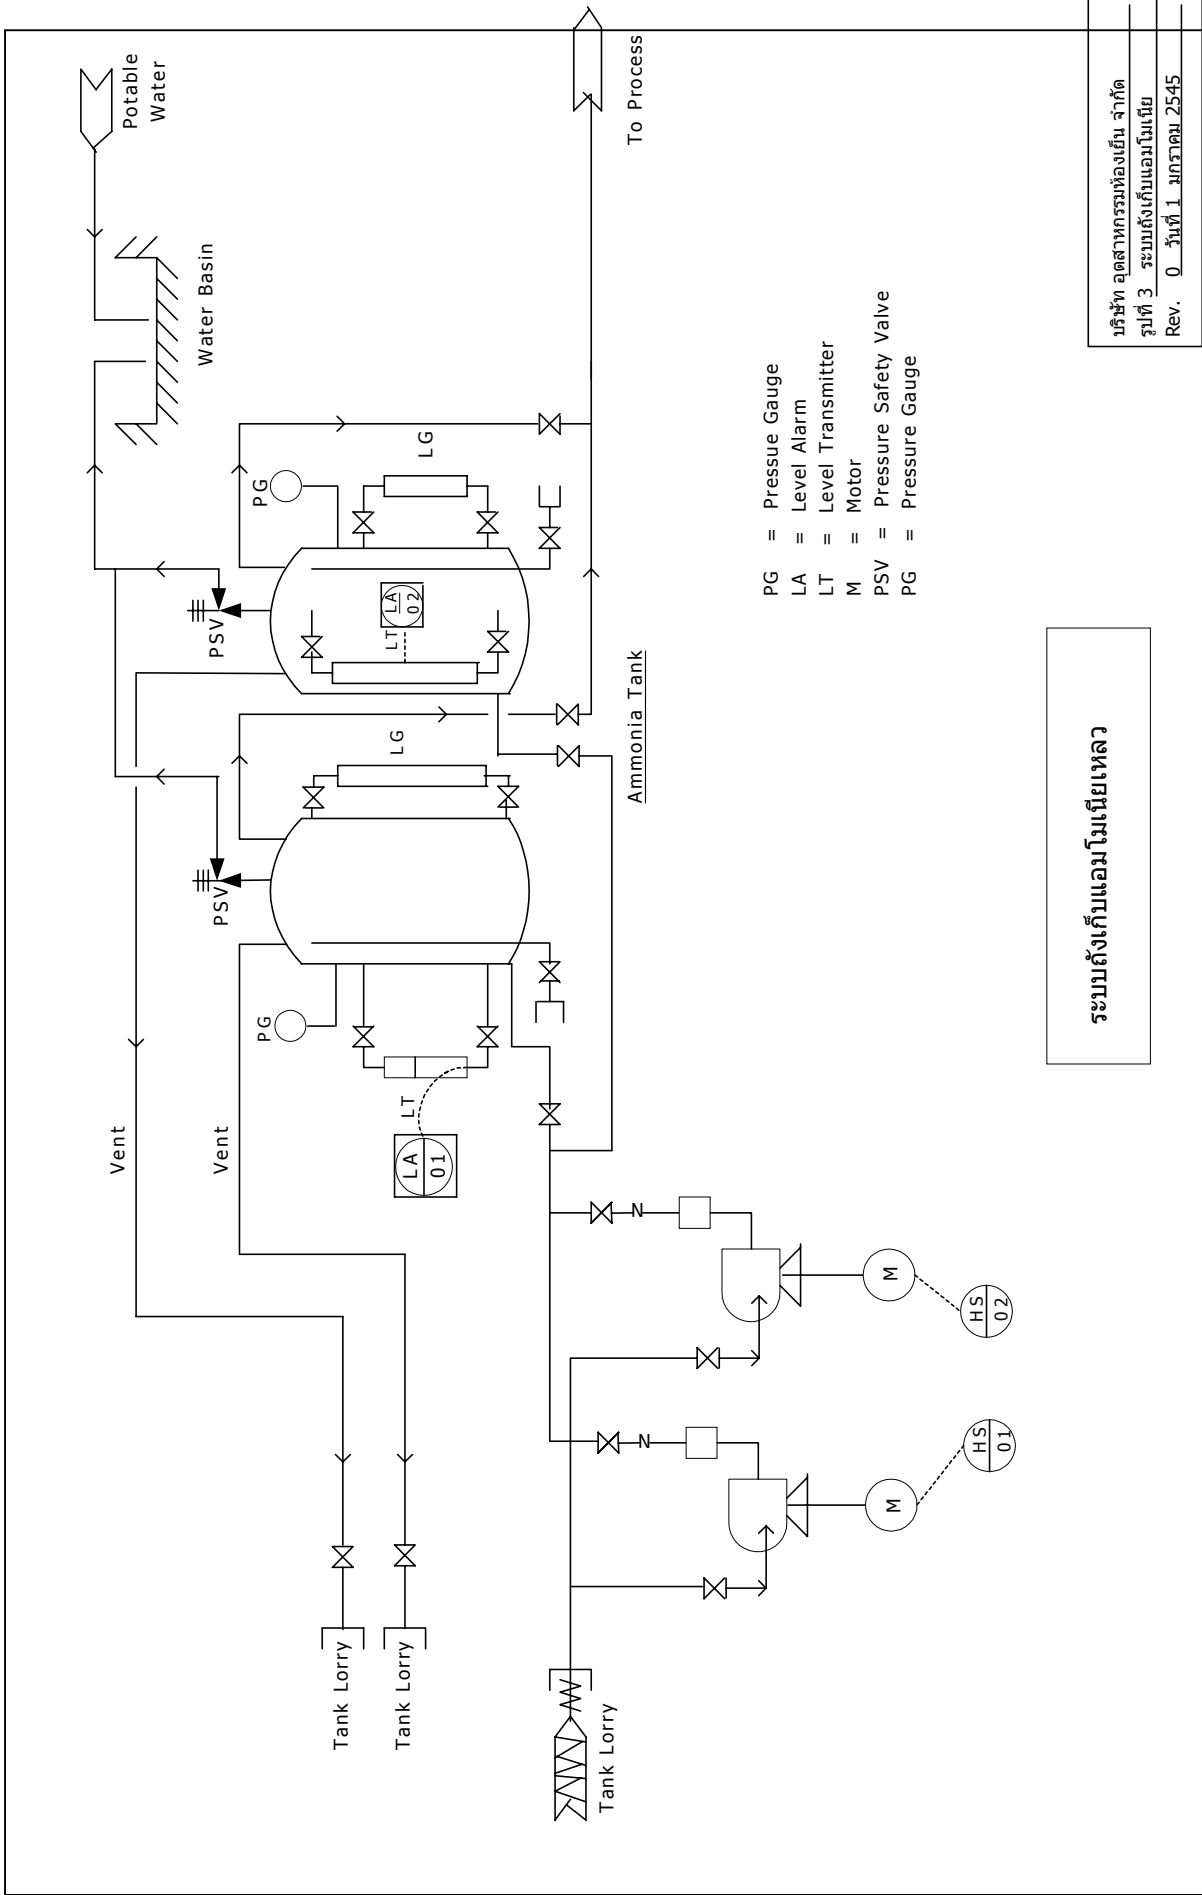 Potable
Water
Water Basin
To Process
PSV
PSV
PG
LG
LA
02
LT
LG
PG
LT
LA
01
Vent
Vent
Ammonia Tank
Tank Lorry
Tank Lorry
Tank Lorry
N
N
M
M
HS
01
HS
02
PG = Pressue Gauge
LA = Level Alarm
LT = Level Transmitter
M = Motor
PSV = Pressure Safety Valve
PG = Pressure Gauge
ระบบถังเก็บแอมโมเนียเหลว
บริษัท อุตสาหกรรมห้องเย็น จำกัด
รูปที่ 3 ระบบถังเก็บแอมโมเนีย
Rev. 0 วันที่ 1 มกราคม 2545